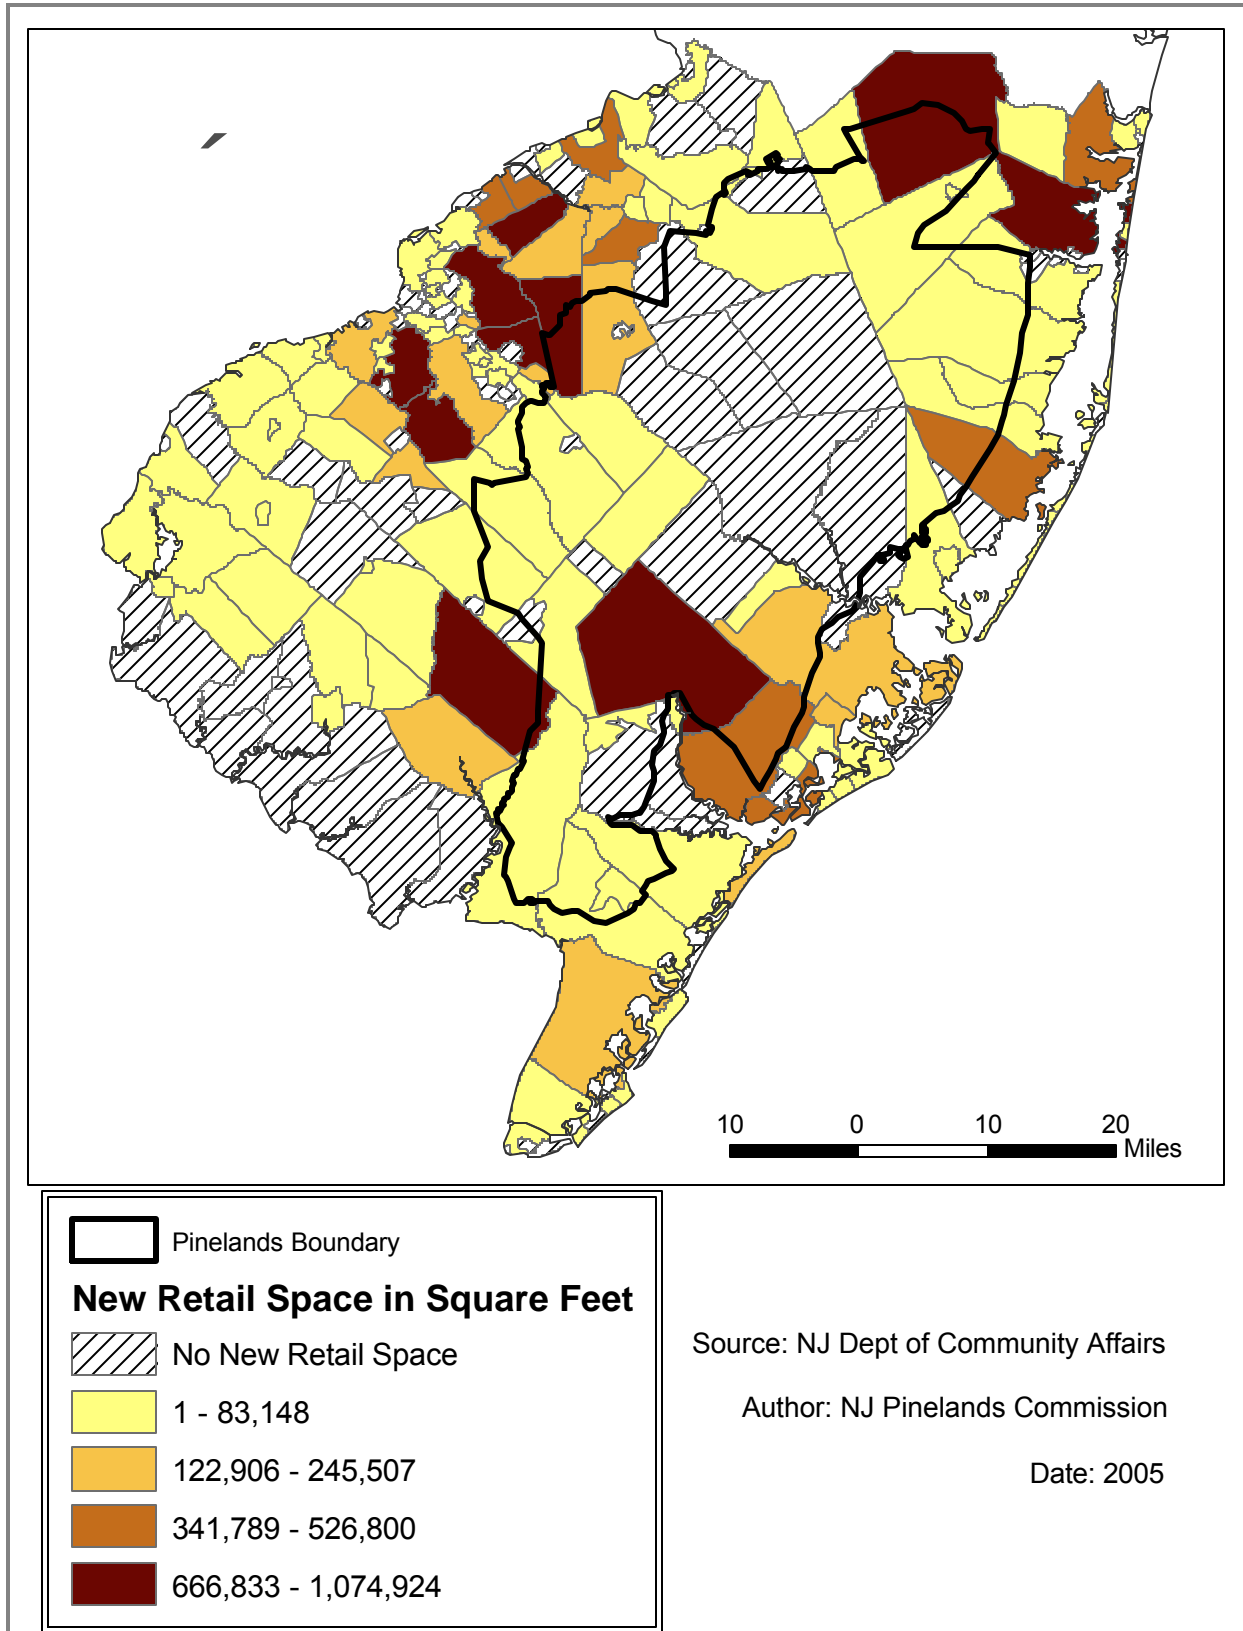 10 0 10 20
Miles
Pinelands Boundary
New Retail Space in Square Feet
No New Retail Space
1 - 83,148
122,906 - 245,507
341,789 - 526,800
666,833 - 1,074,924
Source: NJ Dept of Community Affairs
Author: NJ Pinelands Commission
Date: 2005